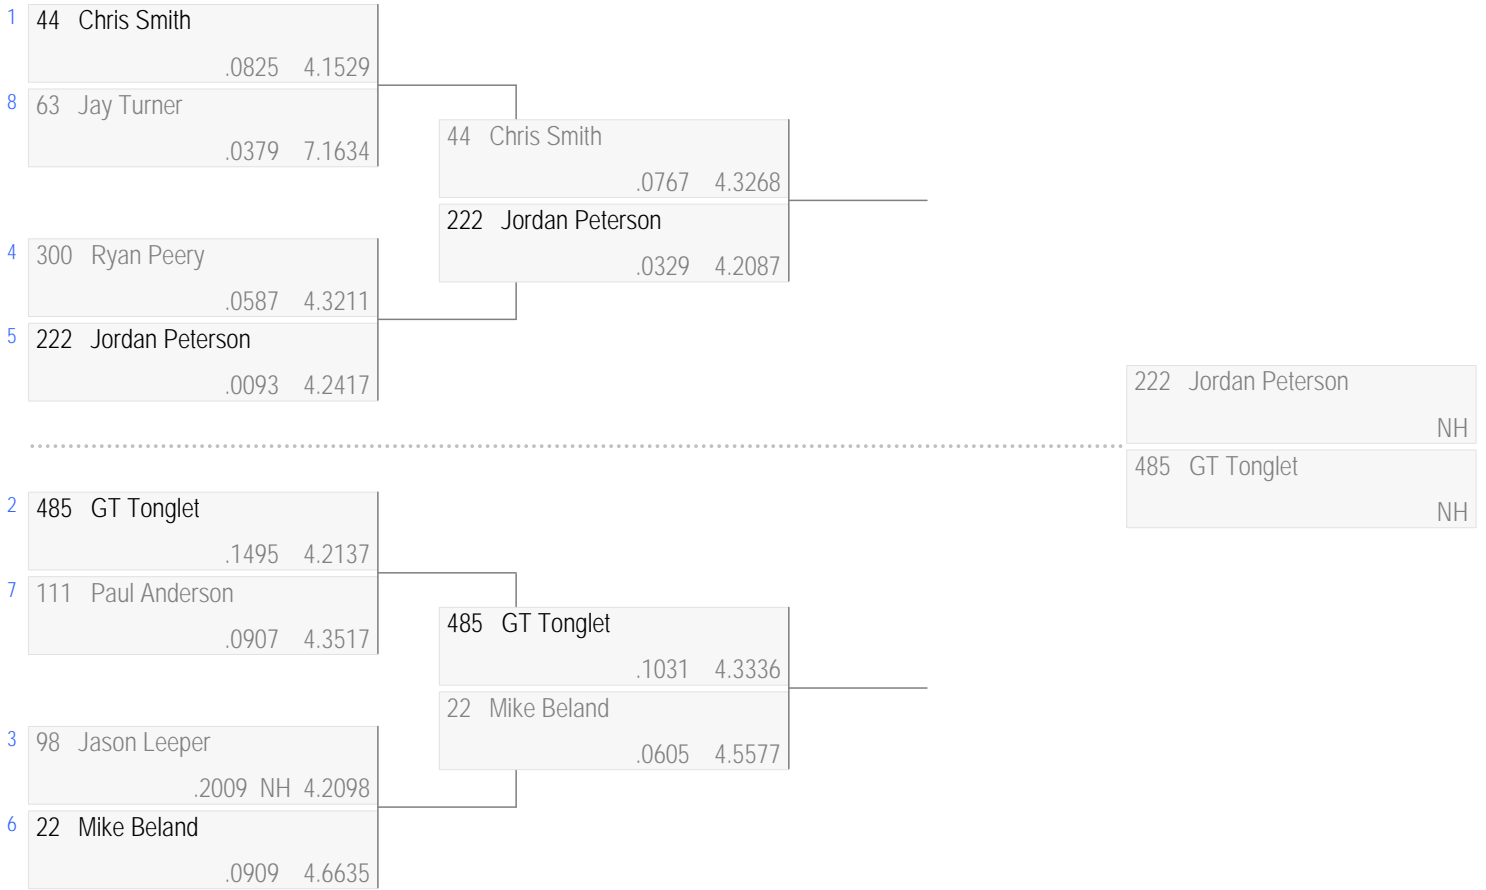 1 44 Chris Smith
.0825 4.1529
8 63 Jay Turner
.0379 7.1634
44 Chris Smith
.0767 4.3268
222 Jordan Peterson
.0329 4.2087
4 300 Ryan Peery
.0587 4.3211
5 222 Jordan Peterson
.0093 4.2417
222 Jordan Peterson
NH
485 GT Tonglet
NH
2 485 GT Tonglet
.1495 4.2137
7 111 Paul Anderson
.0907 4.3517
485 GT Tonglet
.1031 4.3336
22 Mike Beland
.0605 4.5577
3 98 Jason Leeper
.2009 NH 4.2098
6 22 Mike Beland
.0909 4.6635